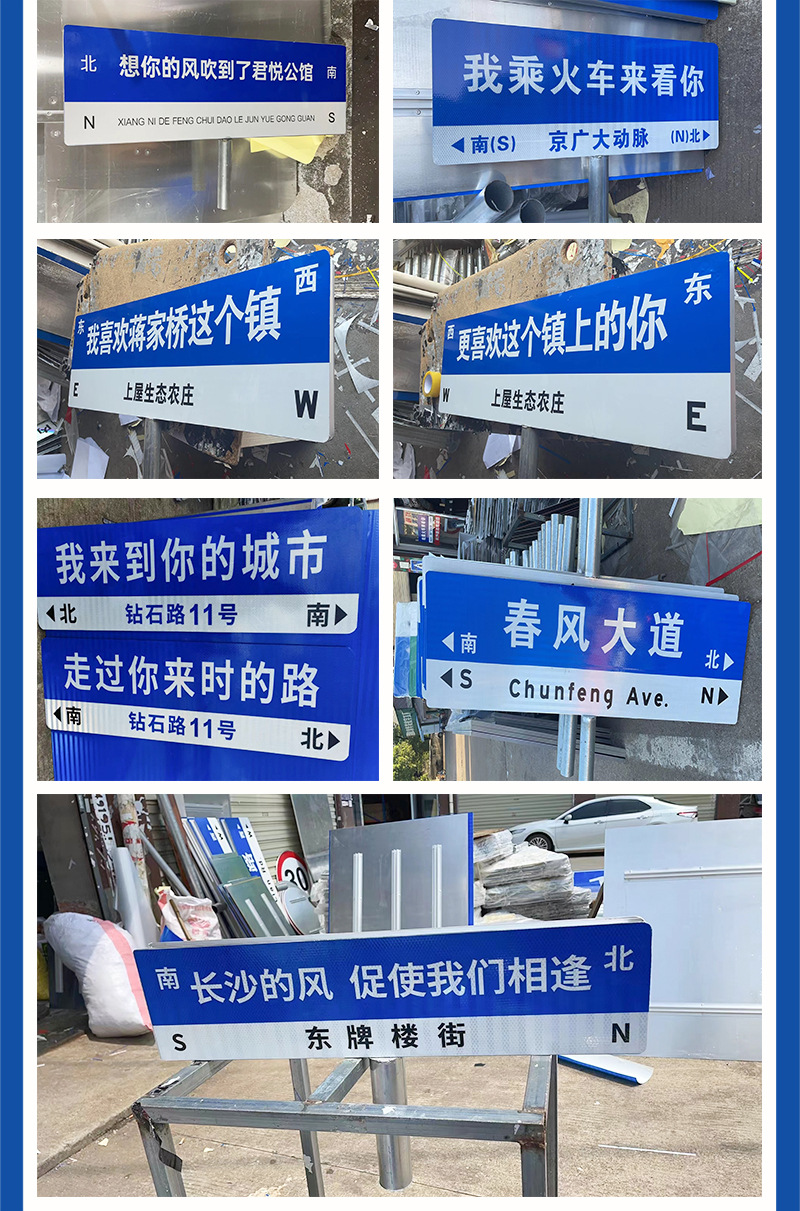 北 想你的风吹到了君悦公馆 南
N XIANG NI DE FENG CHUI DAO LE JUN YUE GONG GUAN S
我乘火车来看你
南(S) 京广大动脉 (N)北
东 我喜欢蒋家桥这个镇 西
E 上屋生态农庄 W
西 更喜欢这个镇上的你 东
W 上屋生态农庄 E
我来到你的城市
北 钻石路11号 南
走过你来时的路
南 钻石路11号 北
南 春风大道 北
S Chunfeng Ave. N
30
南 长沙的风 促使我们相逢 北
S 东牌楼街 N